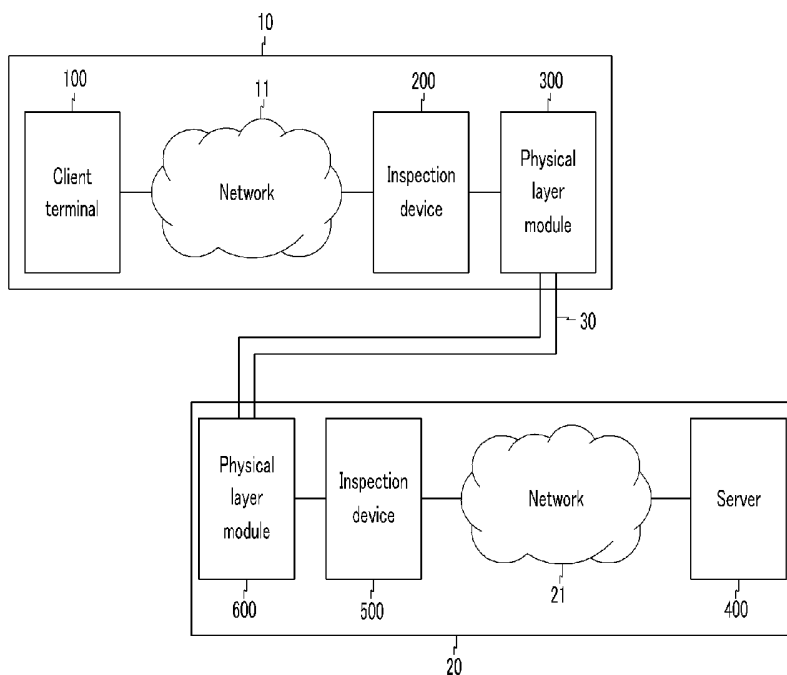 10
100
11
200
300
Client
terminal
Network
Inspection
device
Physical
layer
module
30
Physical
layer
module
Inspection
device
Network
Server
600
500
21
400
20